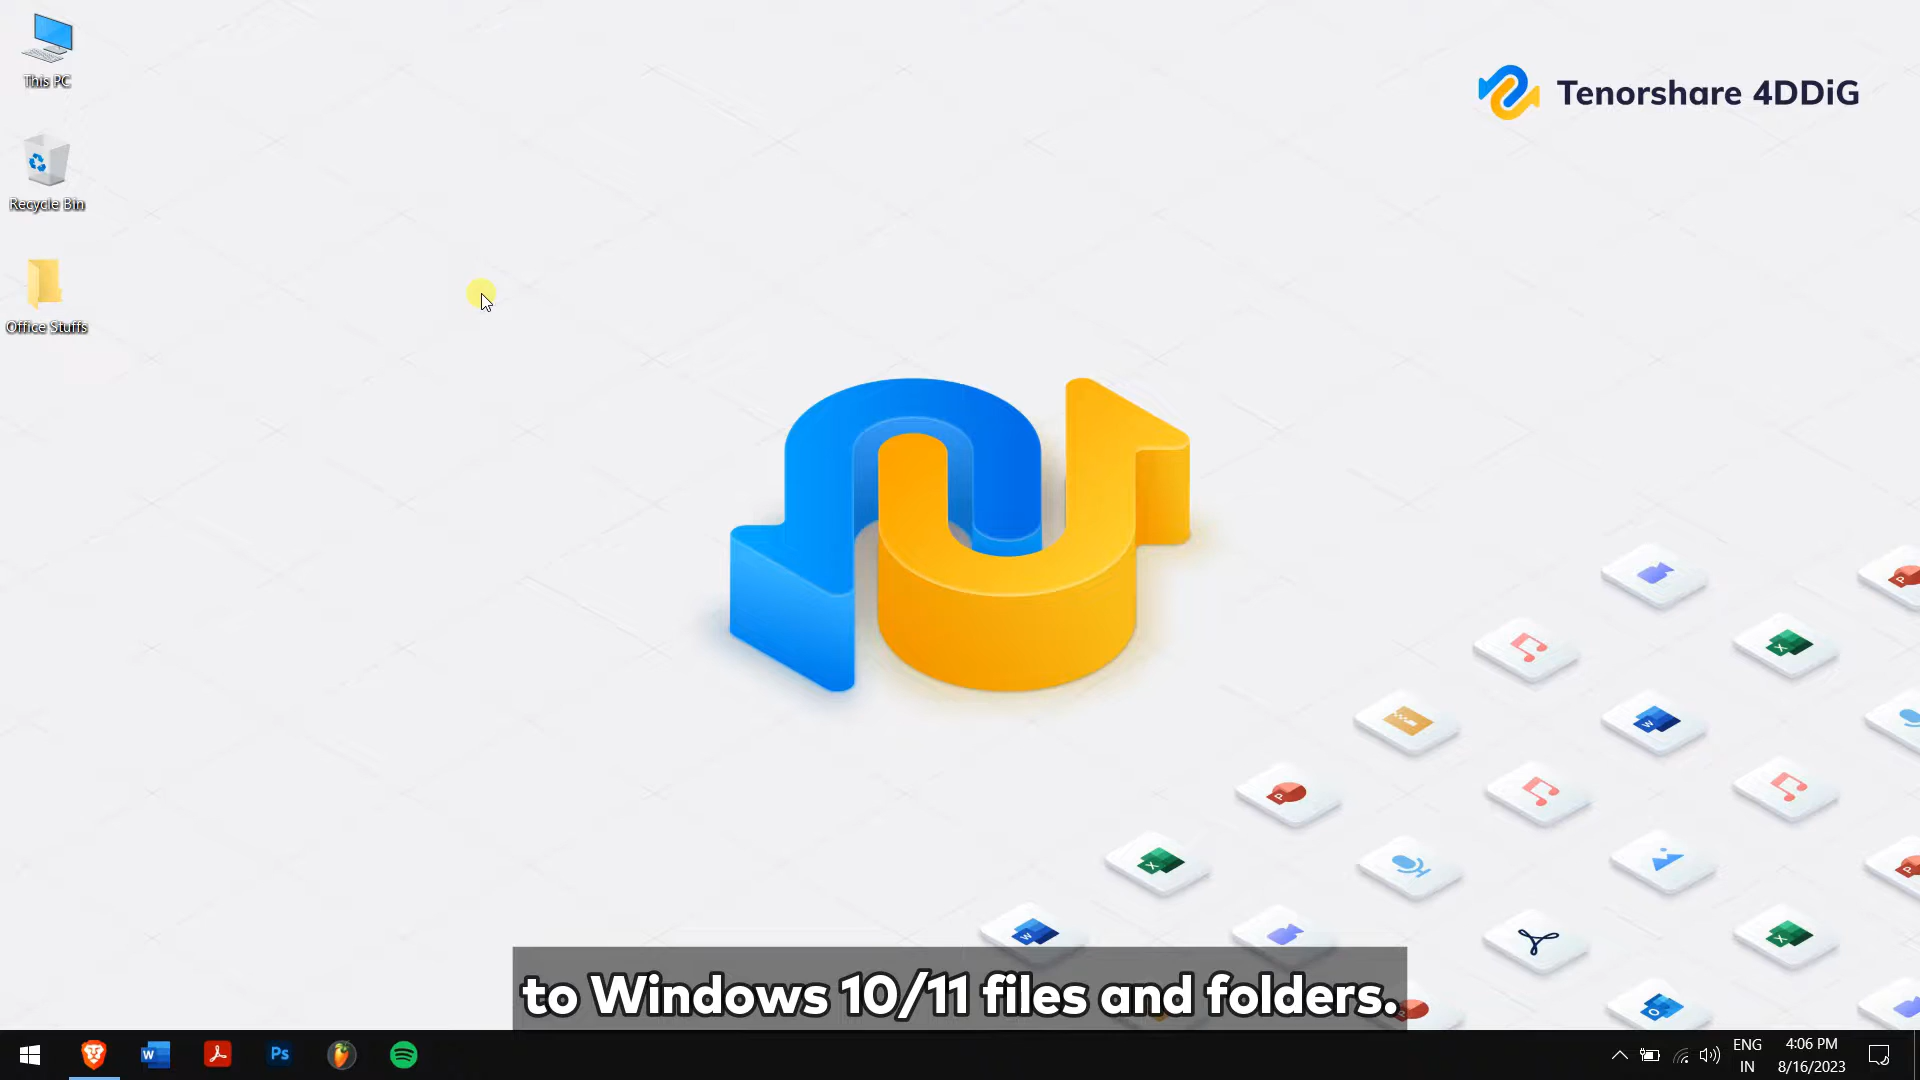 This PC
Tenorshare 4DDiG
Recycle Bin
Office Stuffs
to Windows 10/11 files and folders.
ENG
IN
4:06 PM
8/16/2023